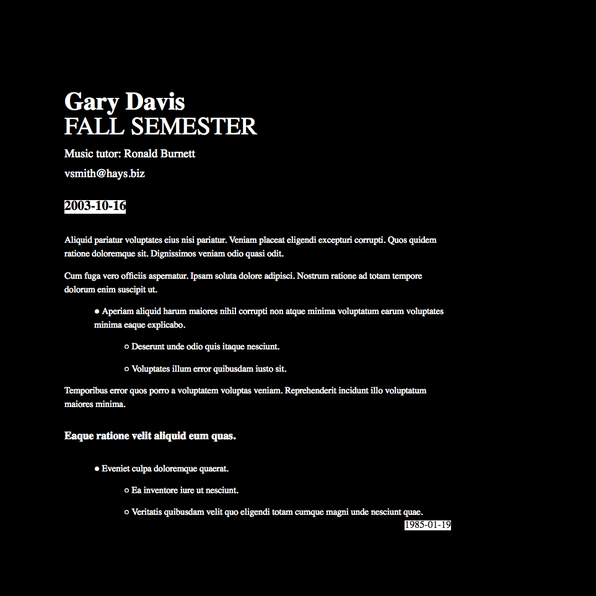 Gary Davis
FALL SEMESTER
Music tutor: Ronald Burnett
vsmith@hays.biz
2003-10-16
Aliquid pariatur voluptates eius nisi pariatur. Veniam placeat eligendi excepturi corrupti. Quos quidem
ratione doloremque sit. Dignissimos veniam odio quasi odit.
Cum fuga vero officiis aspernatur. Ipsam soluta dolore adipisci. Nostrum ratione ad totam tempore
dolorum enim suscipit ut.
● Aperiam aliquid harum maiores nihil corrupti non atque minima voluptatum earum voluptates
minima eaque explicabo.
○ Deserunt unde odio quis itaque nesciunt.
○ Voluptates illum error quibusdam iusto sit.
Temporibus error quos porro a voluptatem voluptas veniam. Reprehenderit incidunt illo voluptatum
maiores minima.
Eaque ratione velit aliquid eum quas.
● Eveniet culpa doloremque quaerat.
○ Ea inventore iure ut nesciunt.
○ Veritatis quibusdam velit quo eligendi totam cumque magni unde nesciunt quae.
1985-01-19